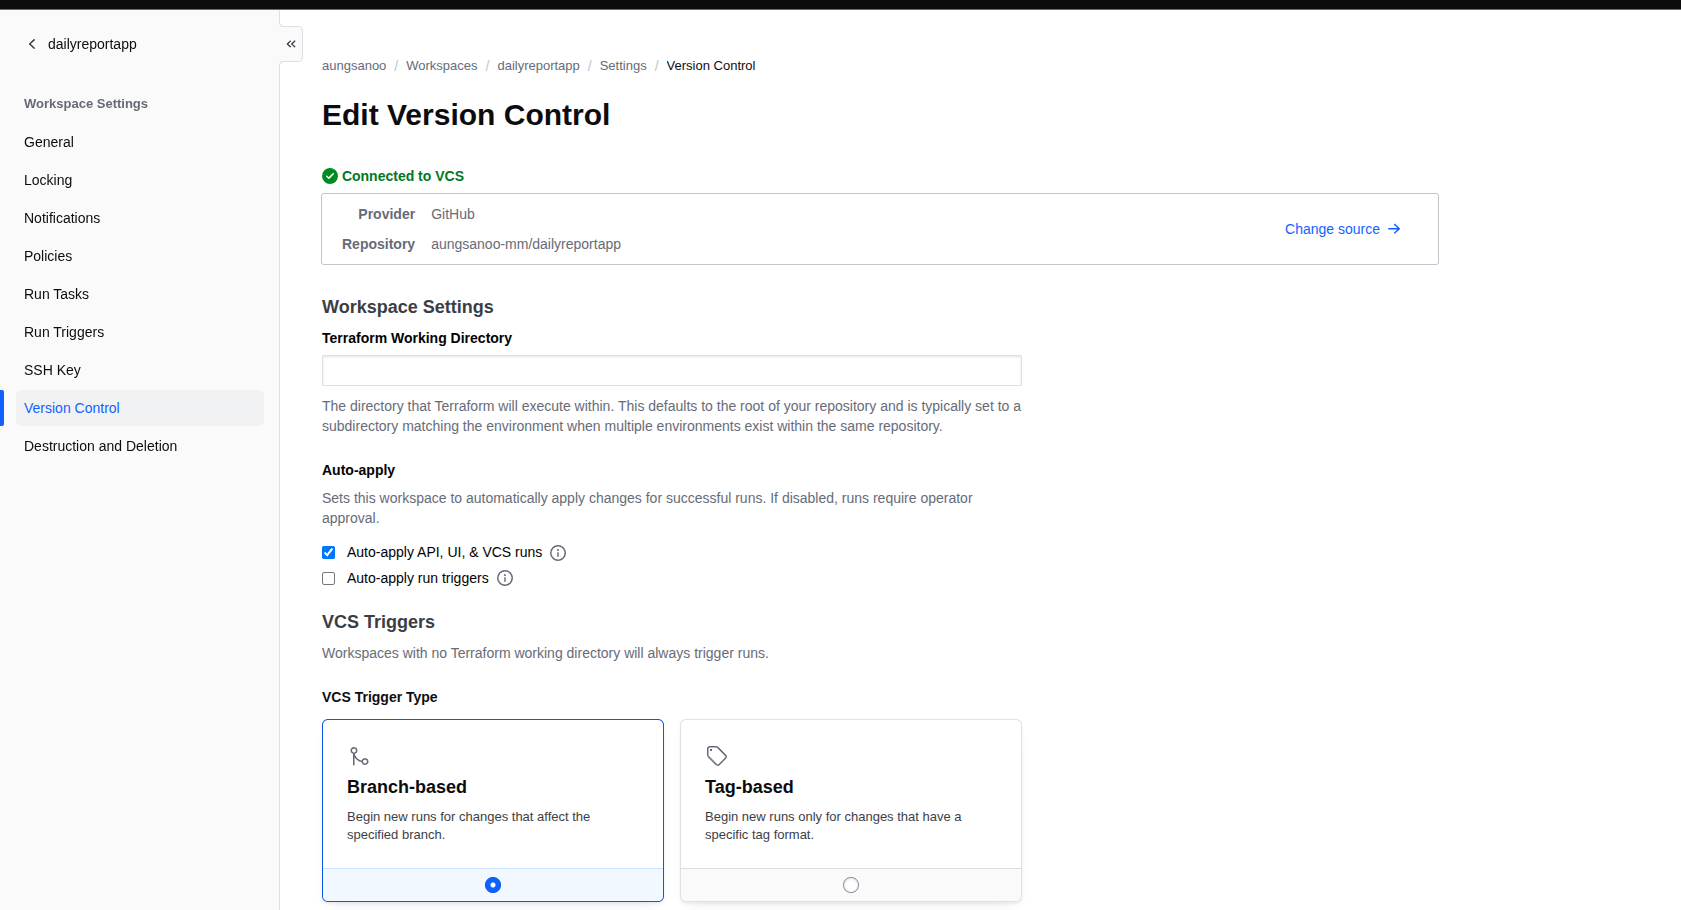 dailyreportapp
Workspace Settings
General
Locking
Notifications
Policies
Run Tasks
Run Triggers
SSH Key
Version Control
Destruction and Deletion
aungsanoo / Workspaces / dailyreportapp / Settings / Version Control
Edit Version Control
Connected to VCS
Provider GitHub
Repository aungsanoo-mm/dailyreportapp
Change source
Workspace Settings
Terraform Working Directory
The directory that Terraform will execute within. This defaults to the root of your repository and is typically set to a
subdirectory matching the environment when multiple environments exist within the same repository.
Auto-apply
Sets this workspace to automatically apply changes for successful runs. If disabled, runs require operator
approval.
Auto-apply API, UI, & VCS runs
Auto-apply run triggers
VCS Triggers
Workspaces with no Terraform working directory will always trigger runs.
VCS Trigger Type
Branch-based
Begin new runs for changes that affect the
specified branch.
Tag-based
Begin new runs only for changes that have a
specific tag format.